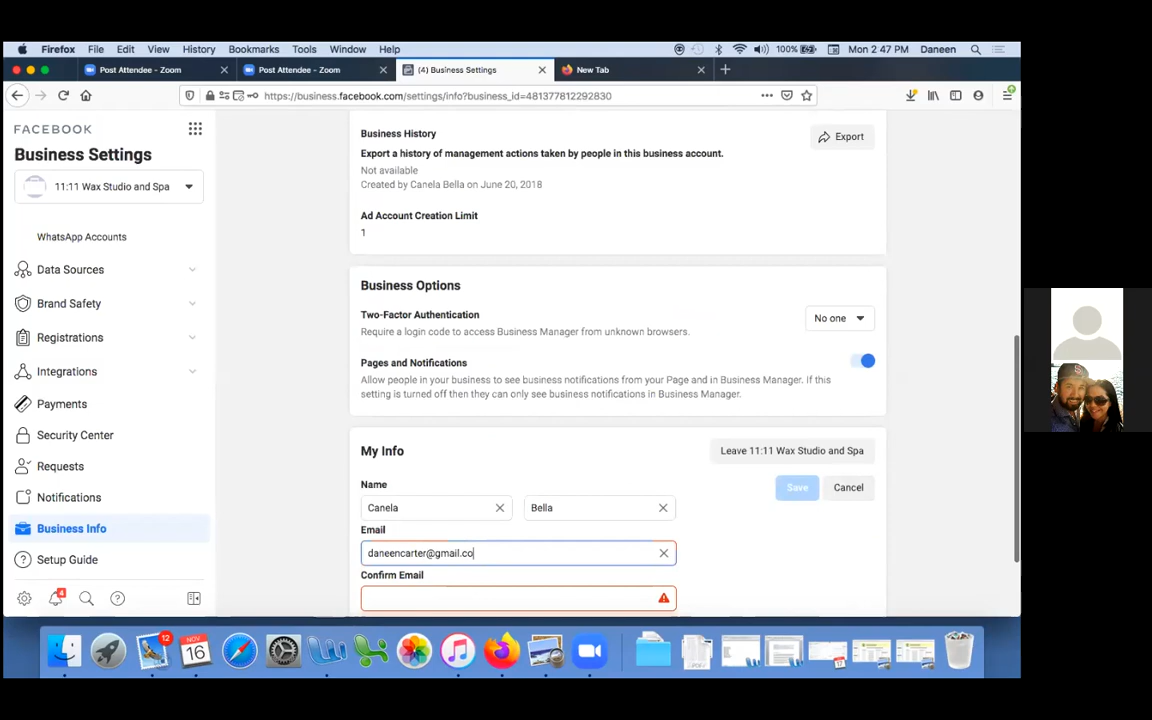 Firefox File Edit View History Bookmarks Tools Window Help 100% Mon 2:47 PM Daneen
Post Attendee - Zoom Post Attendee - Zoom (4) Business Settings New Tab
https://business.facebook.com/settings/info?business_id=481377812292830
FACEBOOK
Business Settings
11:11 Wax Studio and Spa
WhatsApp Accounts
Data Sources
Brand Safety
Registrations
Integrations
Payments
Security Center
Requests
Notifications
Business Info
Setup Guide
4
Business History
Export
Export a history of management actions taken by people in this business account.
Not available
Created by Canela Bella on June 20, 2018
Ad Account Creation Limit
1
Business Options
Two-Factor Authentication
No one
Require a login code to access Business Manager from unknown browsers.
Pages and Notifications
Allow people in your business to see business notifications from your Page and in Business Manager. If this
setting is turned off then they can only see business notifications in Business Manager.
My Info
Leave 11:11 Wax Studio and Spa
Name
Save Cancel
Canela Bella
Email
daneencarter@gmail.co
Confirm Email
12
NOV
16
17